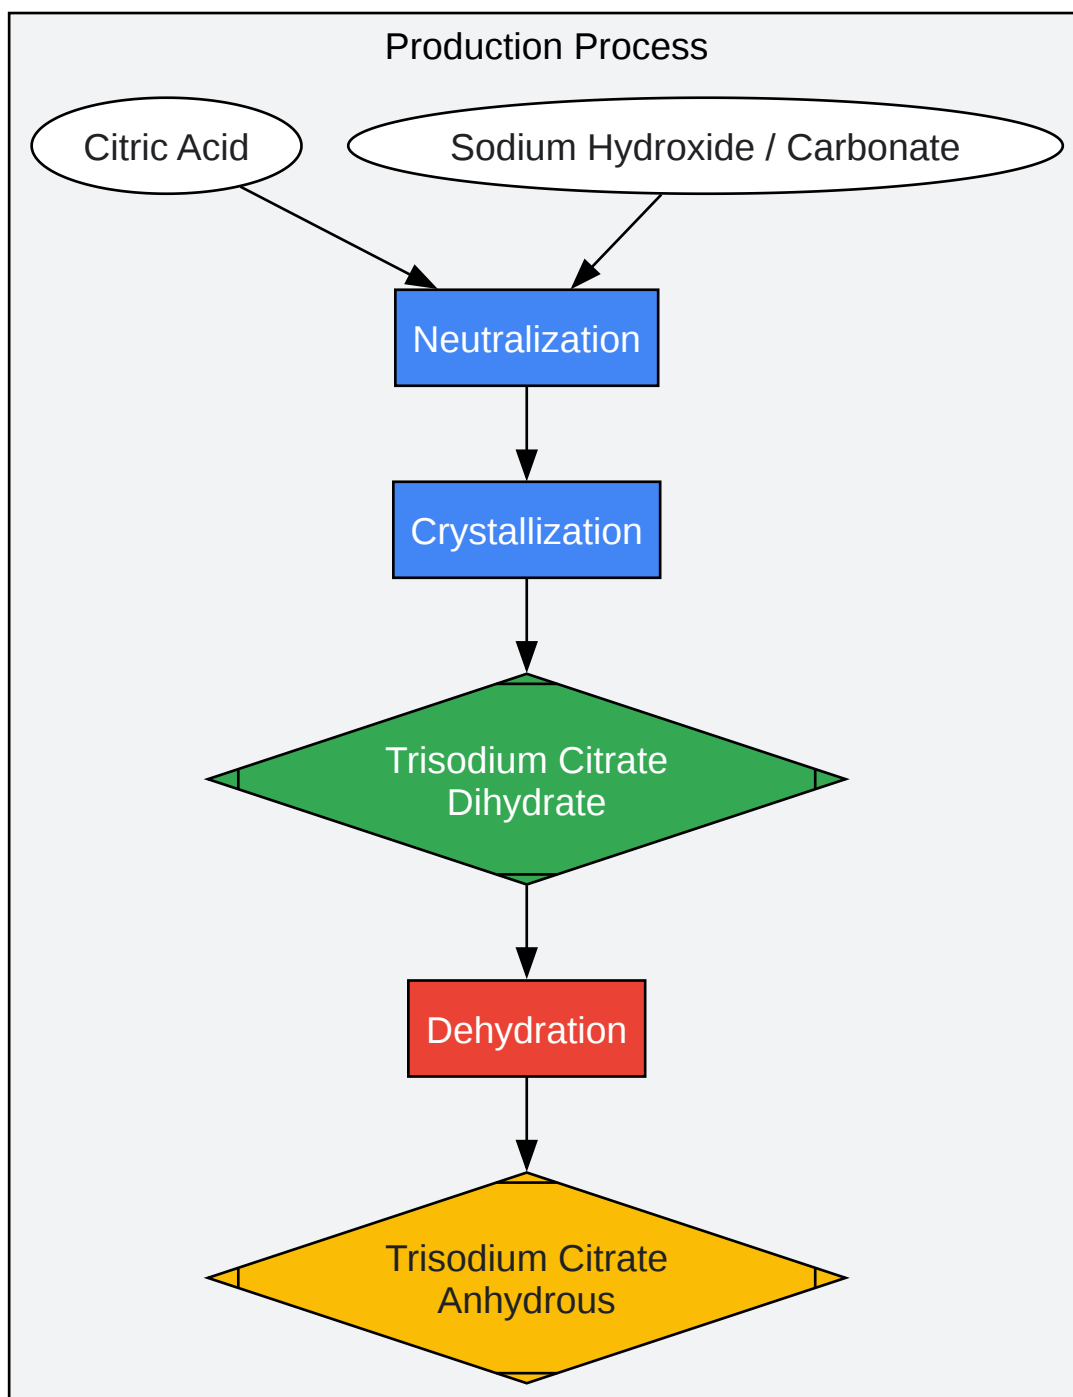 Production Process
Citric Acid
Sodium Hydroxide / Carbonate
Neutralization
Crystallization
Trisodium Citrate
Dihydrate
Dehydration
Trisodium Citrate
Anhydrous